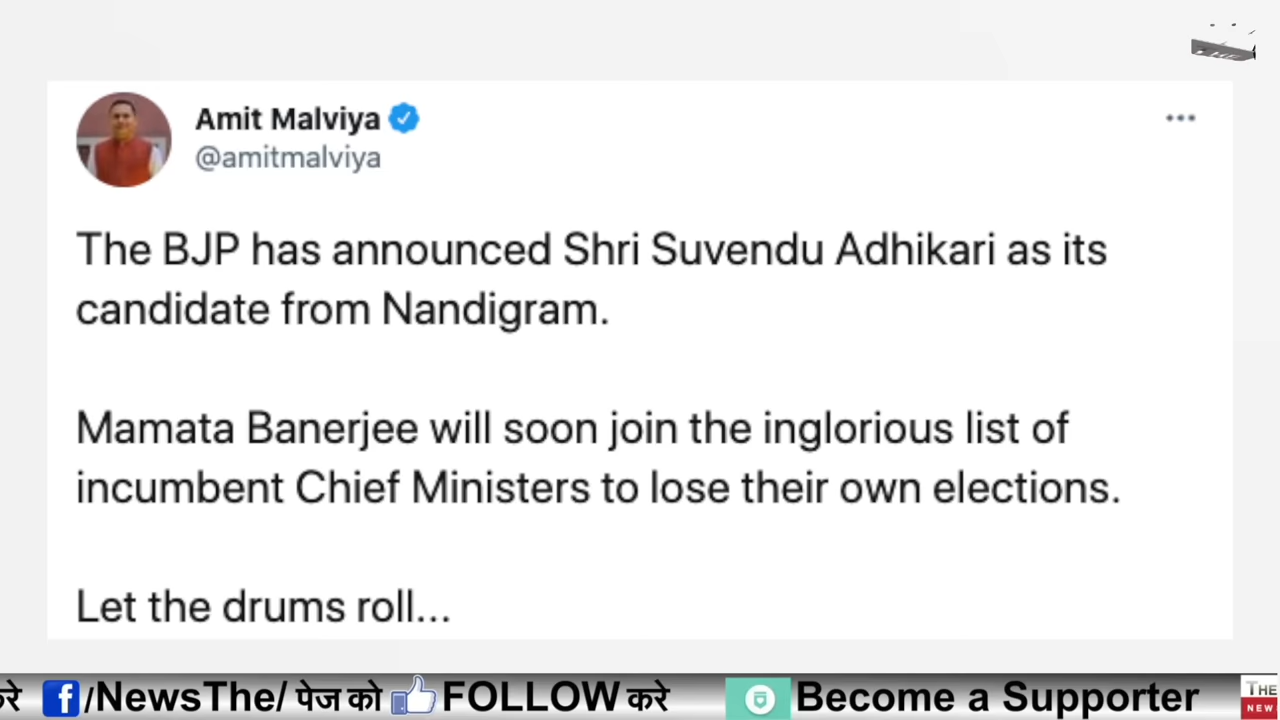 Amit Malviya
@amitmalviya
The BJP has announced Shri Suvendu Adhikari as its
candidate from Nandigram.
Mamata Banerjee will soon join the inglorious list of
incumbent Chief Ministers to lose their own elections.
Let the drums roll...
रे f/NewsThe/ पेज को FOLLOW करे Become a Supporter THE
NEW